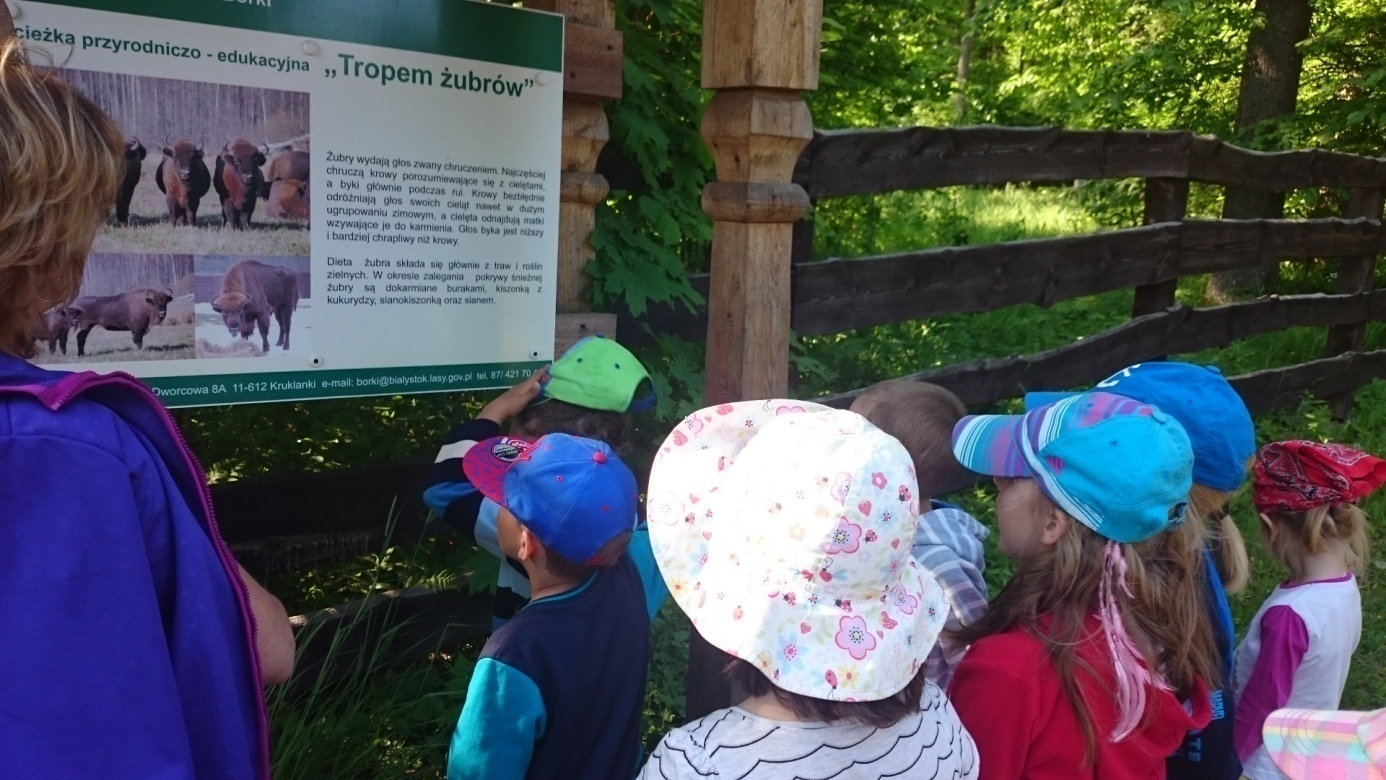 Borki
cieżka przyrodniczo - edukacyjna „Tropem żubrów”
Żubry wydają głos zwany chruczeniem. Najczęściej
chruczą krowy porozumiewające się z cielętami,
a byki głównie podczas rui. Krowy bezbłędnie
odróżniają głos swoich cieląt nawet w dużym
ugrupowaniu zimowym, a cielęta odnajdują matki
wzywające je do karmienia. Głos byka jest niższy
i bardziej chrapliwy niż krowy.
Dieta żubra składa się głównie z traw i roślin
zielnych. W okresie zalegania pokrywy śnieżnej
żubry są dokarmiane burakami, kiszonką z
kukurydzy, sianokiszonką oraz sianem.
Dworcowa 8A 11-612 Kruklanki e-mail: borki@bialystok.lasy.gov.pl tel. 87/ 421 70